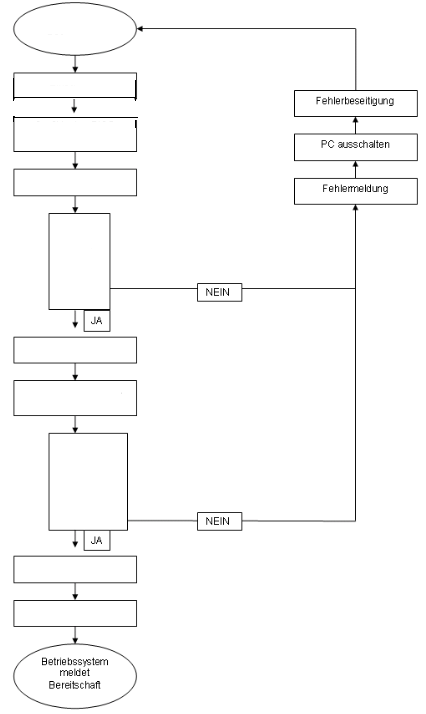 Fehlerbeseitigung
PC ausschalten
Fehlermeldung
NEIN
JA
NEIN
JA
Betriebssystem
meldet
Bereitschaft